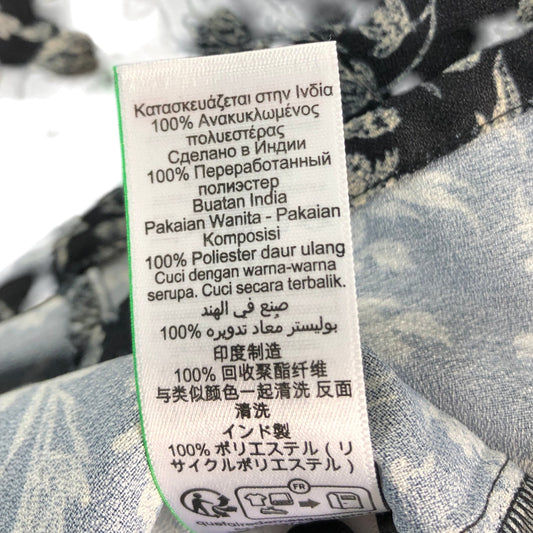 Κατασκευάζεται στην Ινδία
100% Ανακυκλωμένος
πολυεστέρας
Сделано в Индии
100% Переработанный
полиэстер
Buatan India
Pakaian Wanita - Pakaian
Komposisi
100% Poliester daur ulang
Cuci dengan warna-warna
serupa. Cuci secara terbalik.
صنع في الهند
100% بوليستر معاد تدويره
印度制造
100% 回收聚酯纤维
与类似颜色一起清洗 反面
清洗
インド製
100% ポリエステル（リ
サイクルポリエステル）
FR